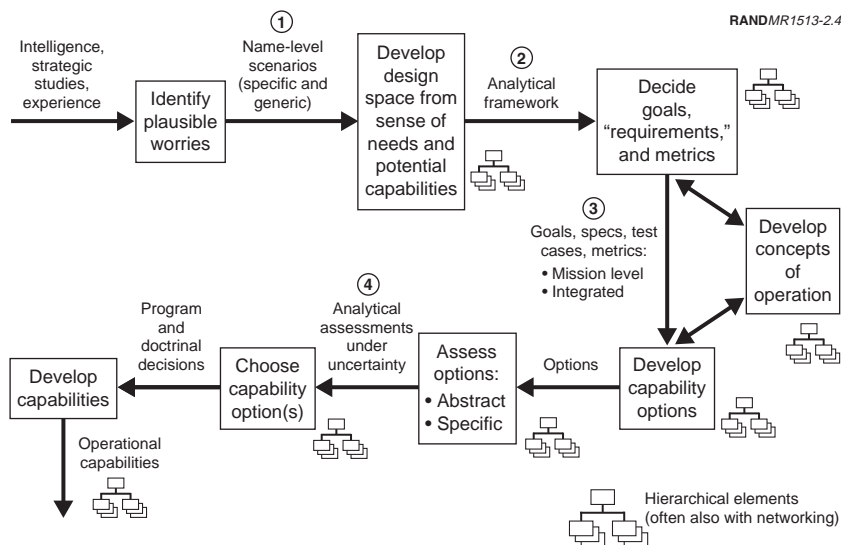 RANDMR1513-2.4
Intelligence,
strategic
studies,
experience
Identify
plausible
worries
1
Name-level
scenarios
(specific and
generic)
Develop
design
space from
sense of
needs and
potential
capabilities
2
Analytical
framework
Decide
goals,
“requirements,”
and metrics
3
Goals, specs, test
cases, metrics:
• Mission level
• Integrated
Develop
concepts
of
operation
Develop
capability
options
Options
Assess
options:
• Abstract
• Specific
4
Analytical
assessments
under
uncertainty
Choose
capability
option(s)
Program
and
doctrinal
decisions
Develop
capabilities
Operational
capabilities
Hierarchical elements
(often also with networking)